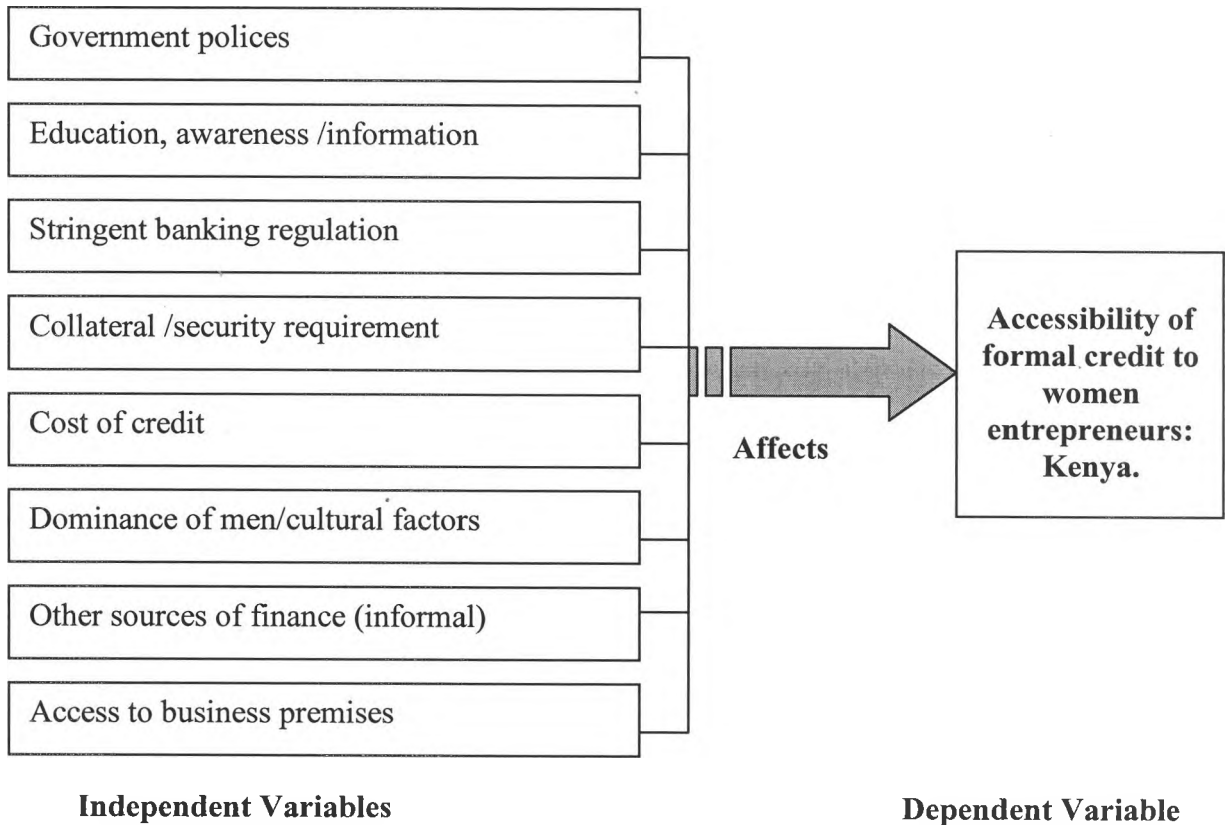 Government polices
Education, awareness /information
Stringent banking regulation
Collateral /security requirement
Cost of credit
Dominance of men/cultural factors
Other sources of finance (informal)
Access to business premises
Affects
Accessibility of
formal credit to
women
entrepreneurs:
Kenya.
Independent Variables
Dependent Variable